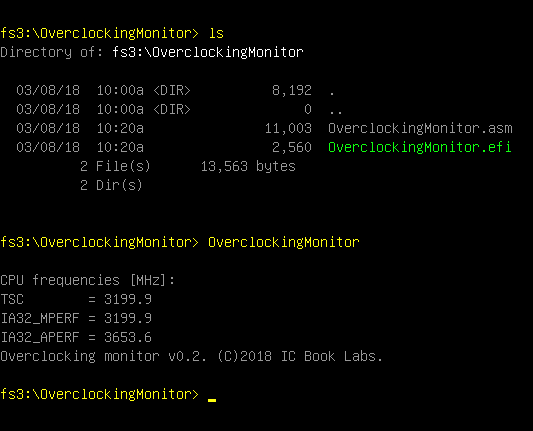 fs3:\OverclockingMonitor> ls
Directory of: fs3:\OverclockingMonitor
03/08/18 10:00a <DIR> 8,192 .
03/08/18 10:00a <DIR> 0 ..
03/08/18 10:20a 11,003 OverclockingMonitor.asm
03/08/18 10:20a 2,560 OverclockingMonitor.efi
2 File(s) 13,563 bytes
2 Dir(s)
fs3:\OverclockingMonitor> OverclockingMonitor
CPU frequencies [MHz]:
TSC = 3199.9
IA32_MPERF = 3199.9
IA32_APERF = 3653.6
Overclocking monitor v0.2. (C)2018 IC Book Labs.
fs3:\OverclockingMonitor> _